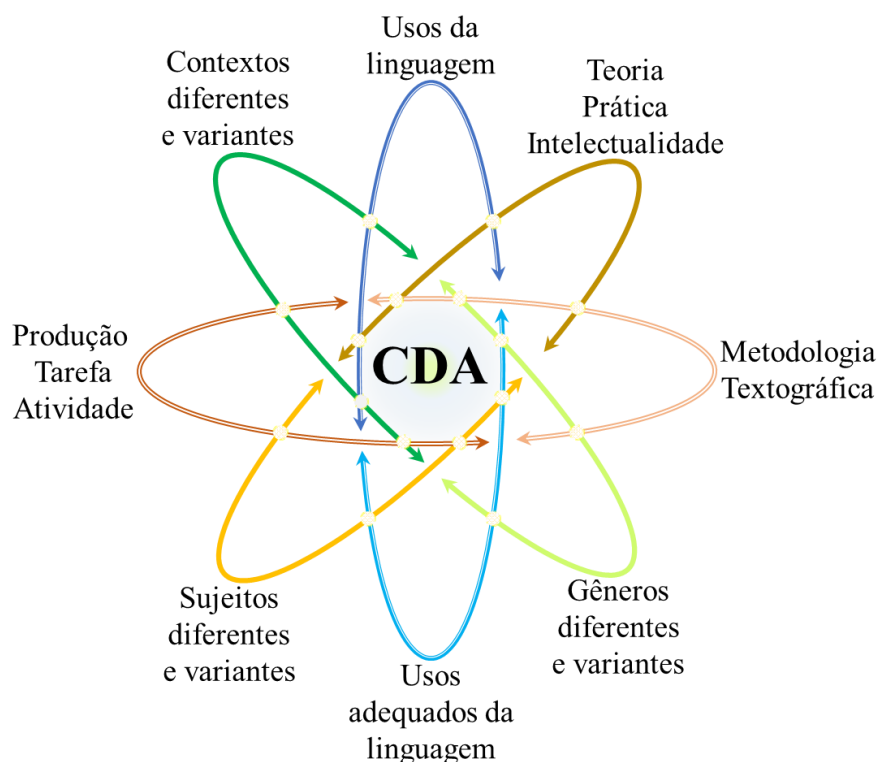 Usos da
linguagem
Contextos
diferentes
e variantes
Teoria
Prática
Intelectualidade
Produção
Tarefa
Atividade
CDA
Metodologia
Textográfica
Sujeitos
diferentes
e variantes
Gêneros
diferentes
e variantes
Usos
adequados da
linguagem